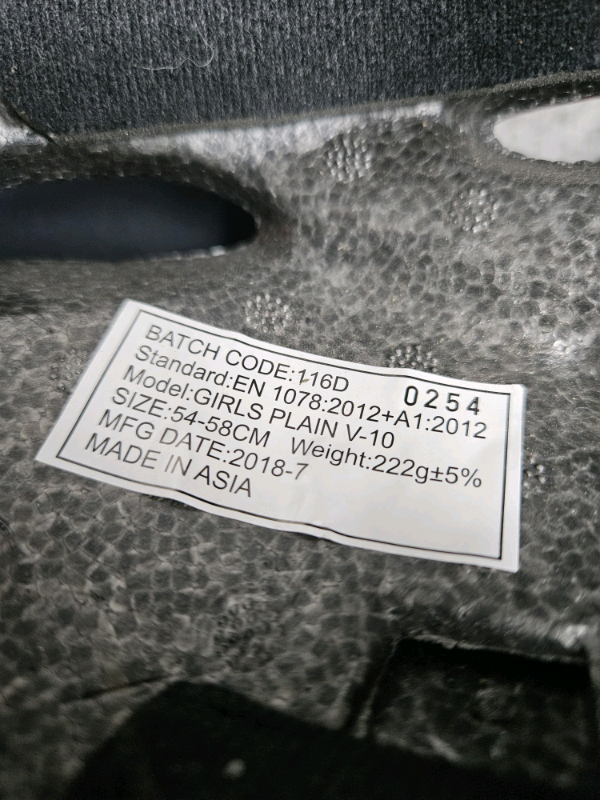 BATCH CODE:116D 0254
Standard:EN 1078:2012+A1:2012
Model:GIRLS PLAIN V-10
SIZE:54-58CM Weight:222g±5%
MFG DATE:2018-7
MADE IN ASIA